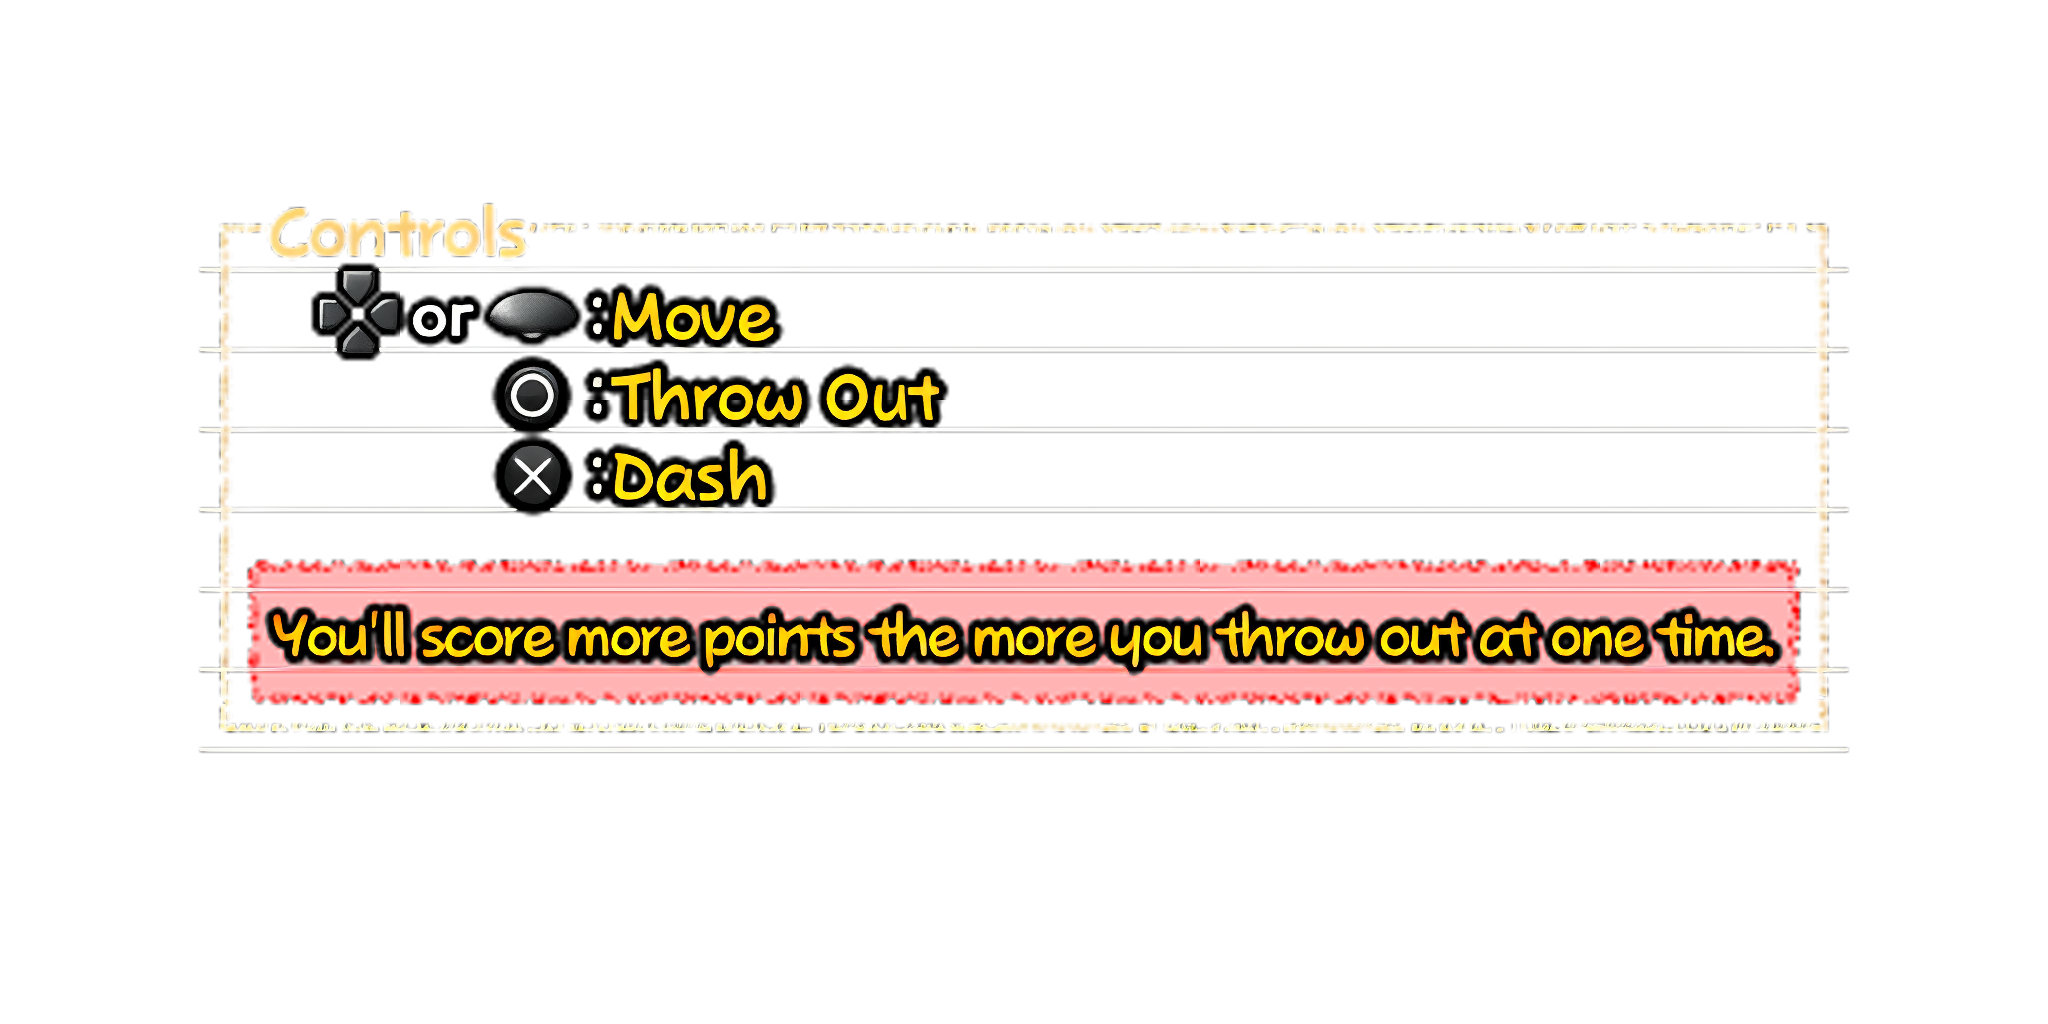 Controls
or :Move
:Throw Out
:Dash
You'll score more points the more you throw out at one time.